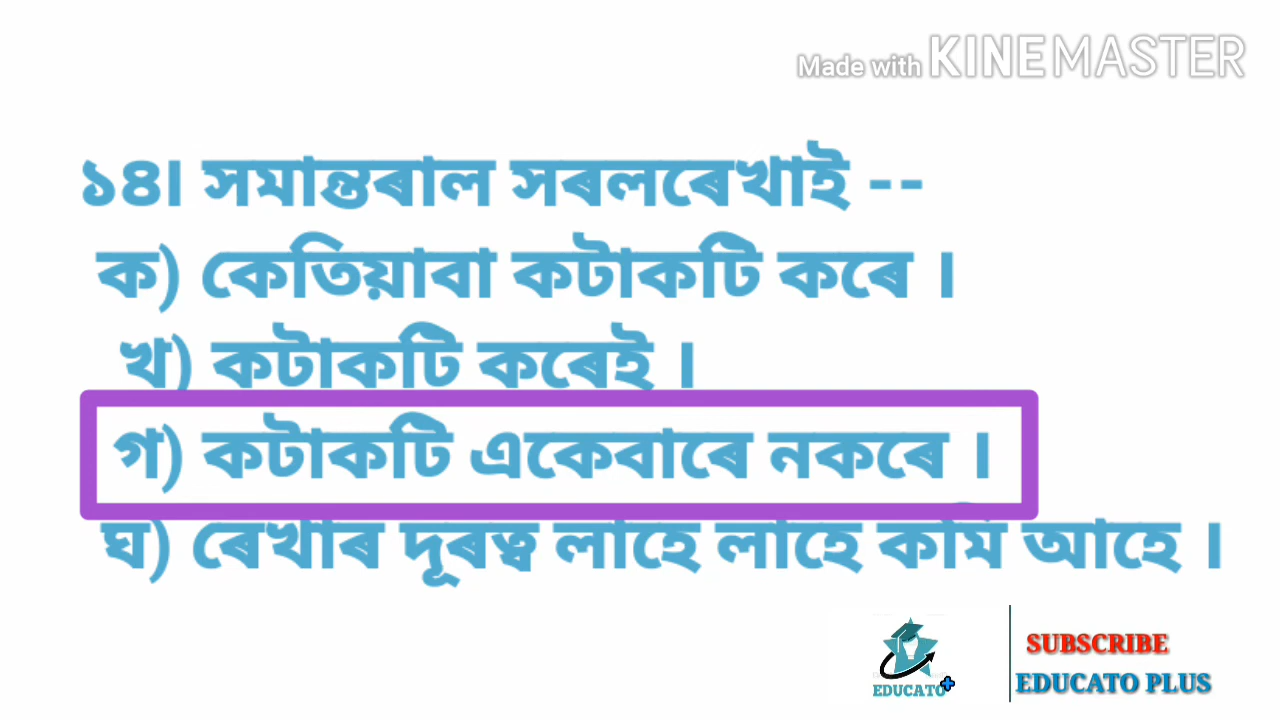 Made with KINEMASTER
১৪। সমান্তৰাল সৰলৰেখাই --
ক) কেতিয়াবা কটাকটি কৰে ।
খ) কটাকটি কৰেই ।
গ) কটাকটি একেবাৰে নকৰে ।
ঘ) ৰেখাৰ দূৰত্ব লাহে লাহে কমি আহে ।
EDUCATO+
SUBSCRIBE
EDUCATO PLUS